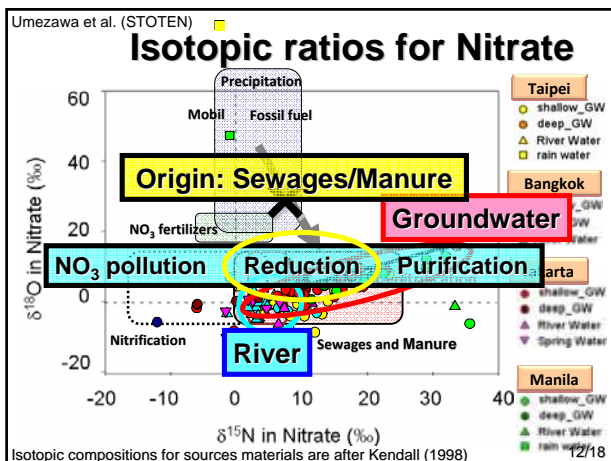 Umezawa et al. (STOTEN)
Isotopic ratios for Nitrate
Precipitation
Mobil Fossil fuel
Origin: Sewages/Manure
Groundwater
NO3 fertilizers
NO3 pollution Reduction Purification
River
Nitrification
Sewages and Manure
60
40
20
0
-20
δ18O in Nitrate (‰)
-20 -10 0 10 20 30 40
δ15N in Nitrate (‰)
Taipei
shallow_GW
deep_GW
River Water
rain water
Bangkok
shallow_GW
deep_GW
River Water
Spring Water
Manila
shallow_GW
deep_GW
River Water
rain water
Isotopic compositions for sources materials are after Kendall (1998)
12/18